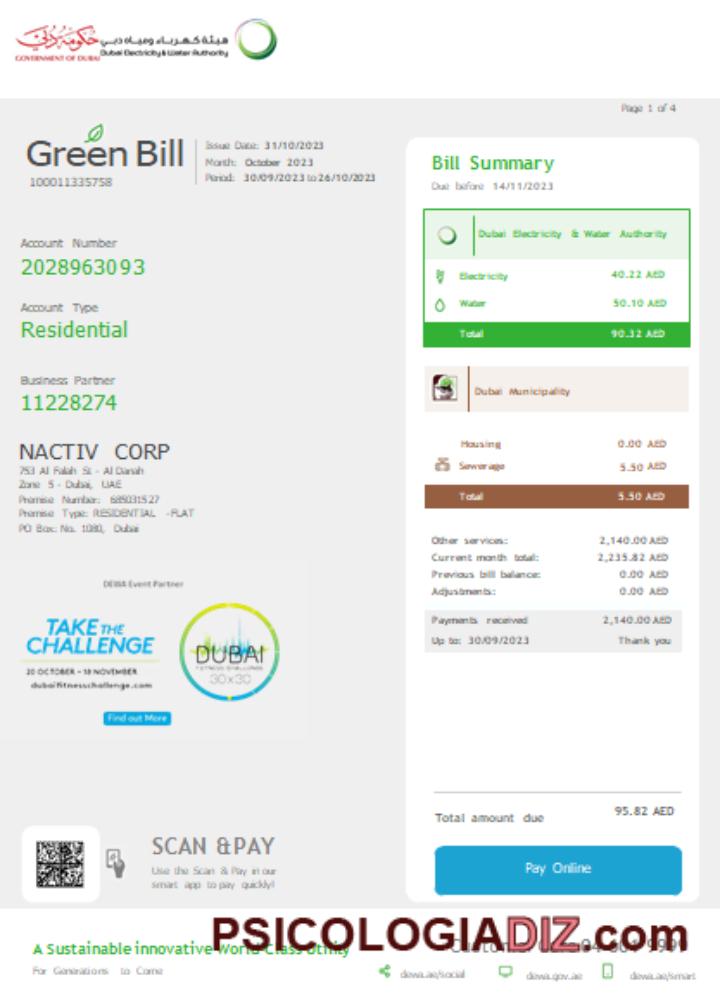 حكومة دبي
هيئة كهرباء ومياه دبي
GOVERNMENT OF DUBAI
Dubai Electricity & Water Authority
Page 1 of 4
Green Bill
100011335758
Issue Date: 31/10/2023
Month: October 2023
Period: 30/09/2023 to 26/10/2023
Account Number
2028963093
Account Type
Residential
Business Partner
11228274
NACTIV CORP
753 Al Falah St - Al Danah
Zone 5 - Dubai, UAE
Premise Number: 685031527
Premise Type: RESIDENTIAL -FLAT
PO Box: No. 1080, Dubai
DEWA Event Partner
TAKE THE
CHALLENGE
20 OCTOBER - 18 NOVEMBER
dubaifitnesschallenge.com
DUBAI
FITNESS CHALLENGE
30x30
Find out More
SCAN & PAY
Use the Scan & Pay in our
smart app to pay quickly!
Bill Summary
Due before 14/11/2023
Dubai Electricity & Water Authority
Electricity 40.22 AED
Water 50.10 AED
Total 90.32 AED
Dubai Municipality
Housing 0.00 AED
Sewerage 5.50 AED
Total 5.50 AED
Other services: 2,140.00 AED
Current month total: 2,235.82 AED
Previous bill balance: 0.00 AED
Adjustments: 0.00 AED
Payments received 2,140.00 AED
Up to: 30/09/2023 Thank you
Total amount due 95.82 AED
Pay Online
PSICOLOGIADIZ.com
A Sustainable innovative World-Class Utility
For Generations to Come
Customer Care 04 601 9999
dewa.ae/social
dewa.gov.ae
dewa.ae/smart